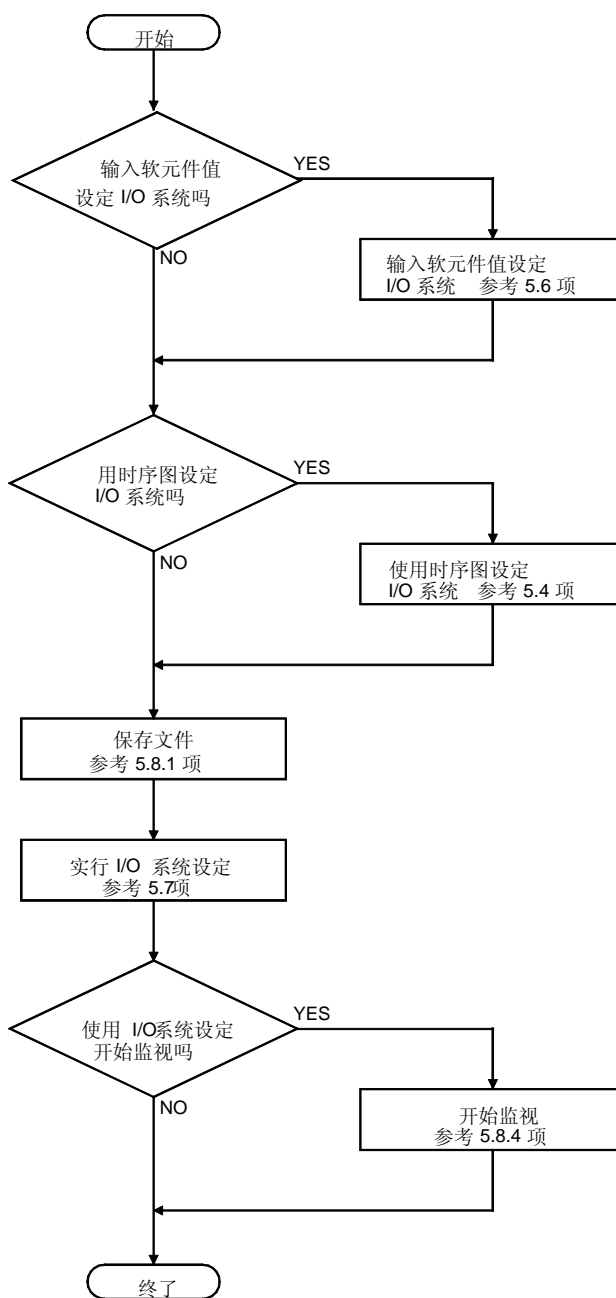 开始
输入软元件值
设定 I/O 系统吗
YES
NO
输入软元件值设定
I/O 系统 参考 5.6 项
用时序图设定
I/O 系统吗
YES
NO
使用时序图设定
I/O 系统 参考 5.4 项
保存文件
参考 5.8.1 项
实行 I/O 系统设定
参考 5.7项
使用 I/O系统设定
开始监视吗
YES
NO
开始监视
参考 5.8.4 项
终了